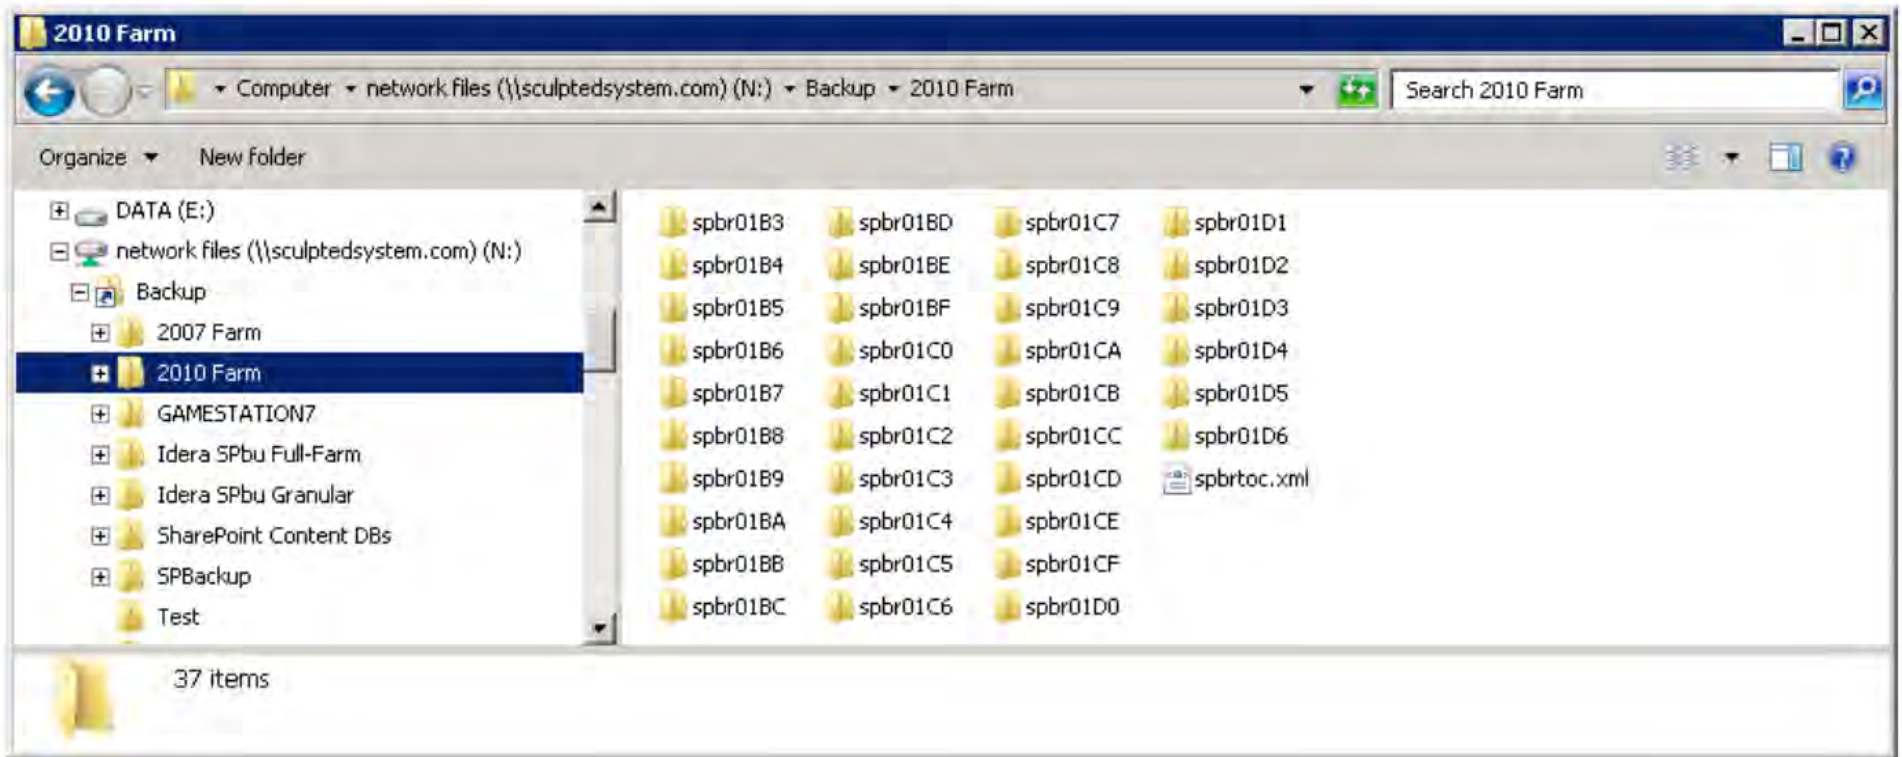 2010 Farm
Computer network files (\\sculptedsystem.com) (N:) Backup 2010 Farm
Search 2010 Farm
Organize New folder
DATA (E:)
network files (\\sculptedsystem.com) (N:)
Backup
2007 Farm
2010 Farm
GAMESTATION7
Idera SPbu Full-Farm
Idera SPbu Granular
SharePoint Content DBs
SPBackup
Test
spbr01B3 spbr01BD spbr01C7 spbr01D1
spbr01B4 spbr01BE spbr01C8 spbr01D2
spbr01B5 spbr01BF spbr01C9 spbr01D3
spbr01B6 spbr01C0 spbr01CA spbr01D4
spbr01B7 spbr01C1 spbr01CB spbr01D5
spbr01B8 spbr01C2 spbr01CC spbr01D6
spbr01B9 spbr01C3 spbr01CD spbrtoc.xml
spbr01BA spbr01C4 spbr01CE
spbr01BB spbr01C5 spbr01CF
spbr01BC spbr01C6 spbr01D0
37 items